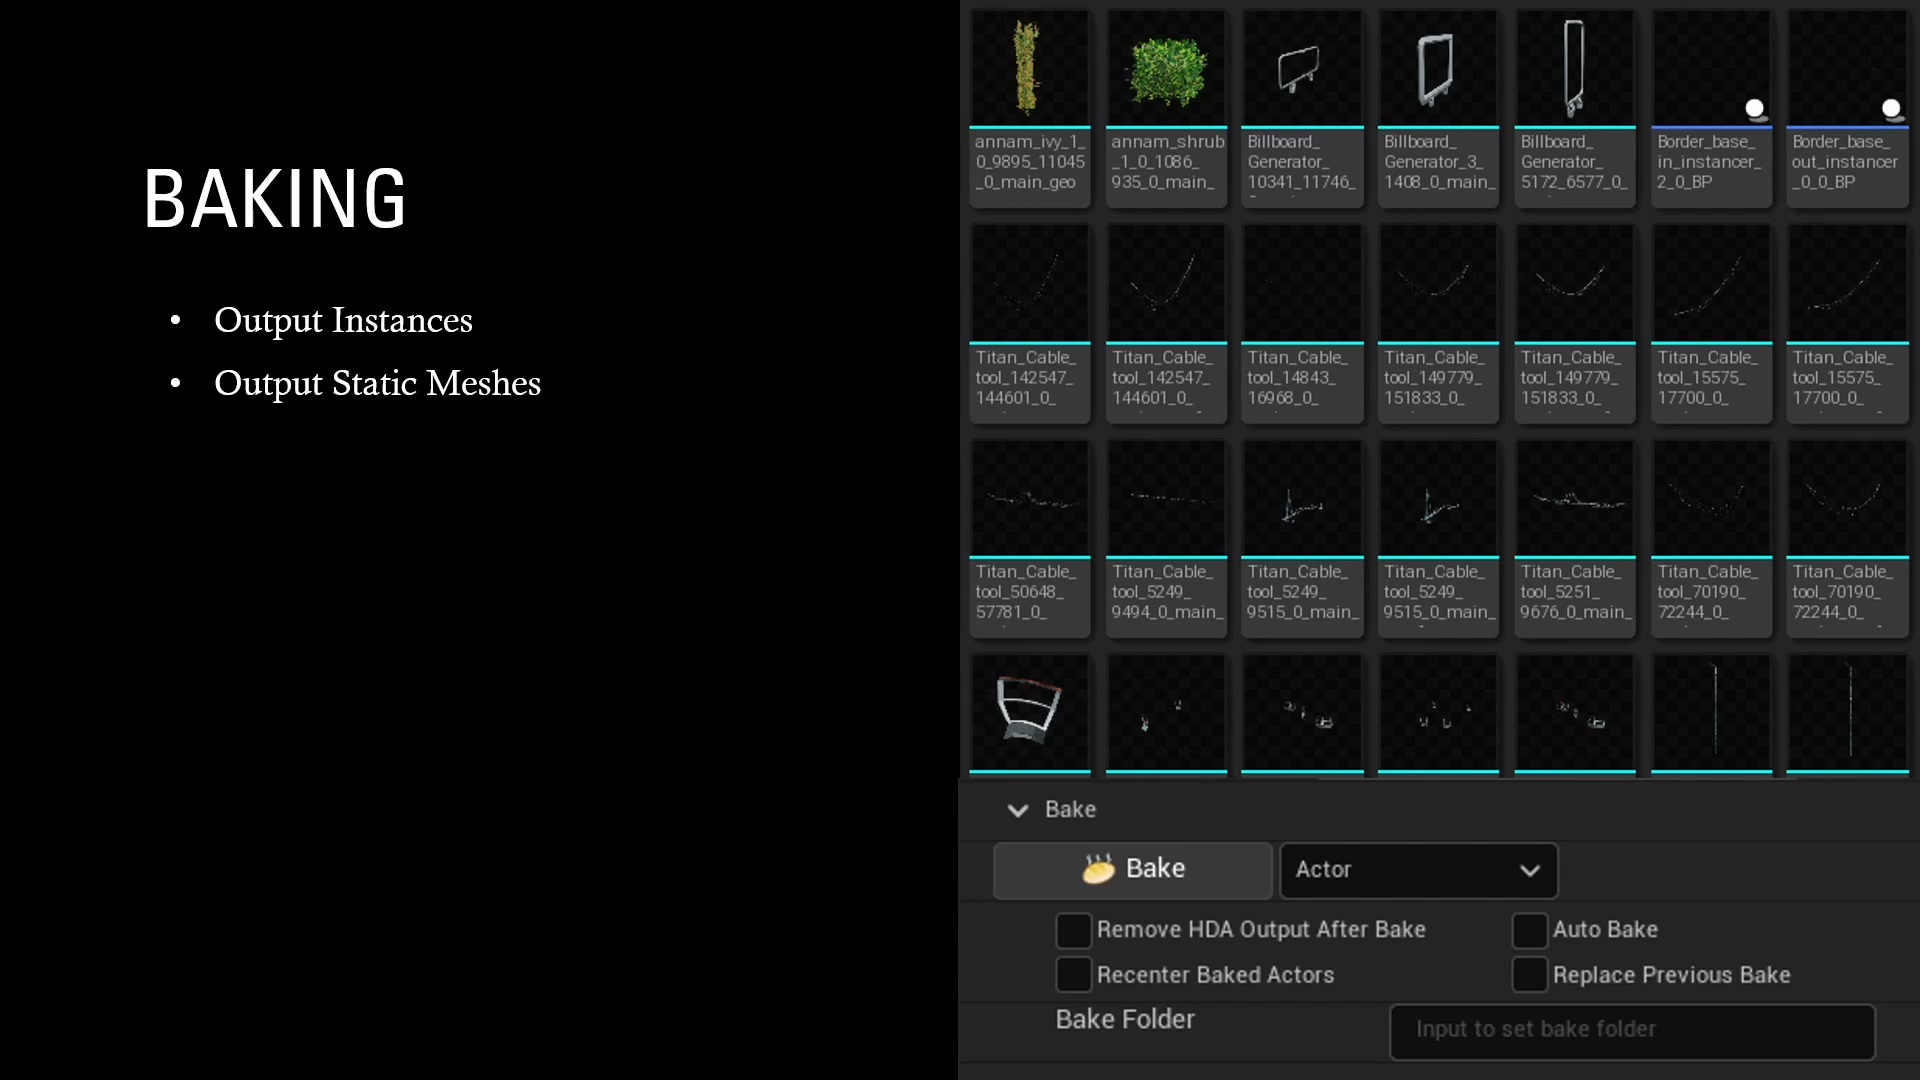 BAKING
• Output Instances
• Output Static Meshes
annam_ivy_1_
0_9895_11045
_0_main_geo
annam_shrub
_1_0_1086_
935_0_main_
Billboard_
Generator_
10341_11746_
Billboard_
Generator_3_
1408_0_main_
Billboard_
Generator_
5172_6577_0_
Border_base_
in_instancer_
2_0_BP
Border_base_
out_instancer
_0_0_BP
Titan_Cable_
tool_142547_
144601_0_
Titan_Cable_
tool_142547_
144601_0_
Titan_Cable_
tool_14843_
16968_0_
Titan_Cable_
tool_149779_
151833_0_
Titan_Cable_
tool_149779_
151833_0_
Titan_Cable_
tool_15575_
17700_0_
Titan_Cable_
tool_15575_
17700_0_
Titan_Cable_
tool_50648_
57781_0_
Titan_Cable_
tool_5249_
9494_0_main_
Titan_Cable_
tool_5249_
9515_0_main_
Titan_Cable_
tool_5249_
9515_0_main_
Titan_Cable_
tool_5251_
9676_0_main_
Titan_Cable_
tool_70190_
72244_0_
Titan_Cable_
tool_70190_
72244_0_
Bake
Bake
Actor
Remove HDA Output After Bake
Auto Bake
Recenter Baked Actors
Replace Previous Bake
Bake Folder
Input to set bake folder